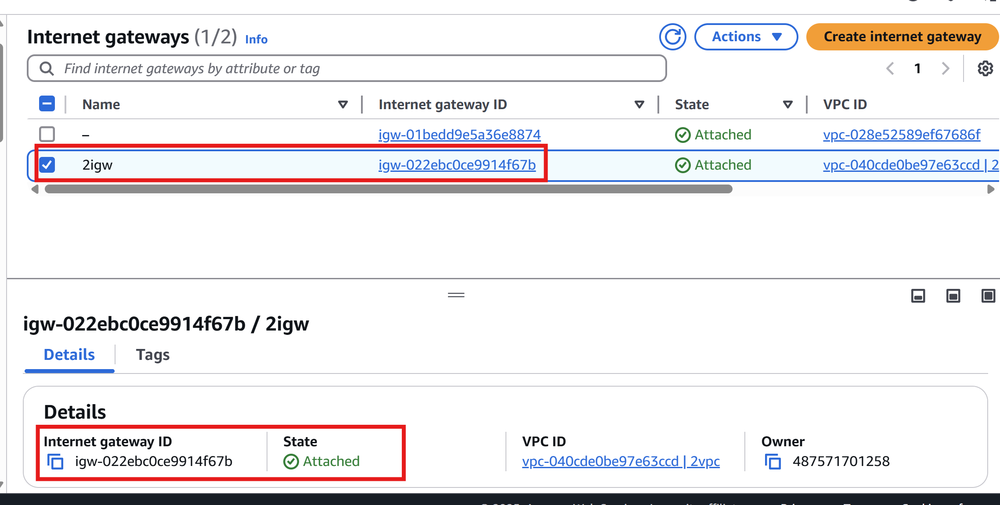 Internet gateways (1/2) Info
Actions
Create internet gateway
Find internet gateways by attribute or tag
1
Name Internet gateway ID State VPC ID
– igw-01bedd9e5a36e8874 Attached vpc-028e52589ef67686f
2igw igw-022ebc0ce9914f67b Attached vpc-040cde0be97e63ccd | 2
igw-022ebc0ce9914f67b / 2igw
Details Tags
Details
Internet gateway ID State VPC ID Owner
igw-022ebc0ce9914f67b Attached vpc-040cde0be97e63ccd | 2vpc 487571701258